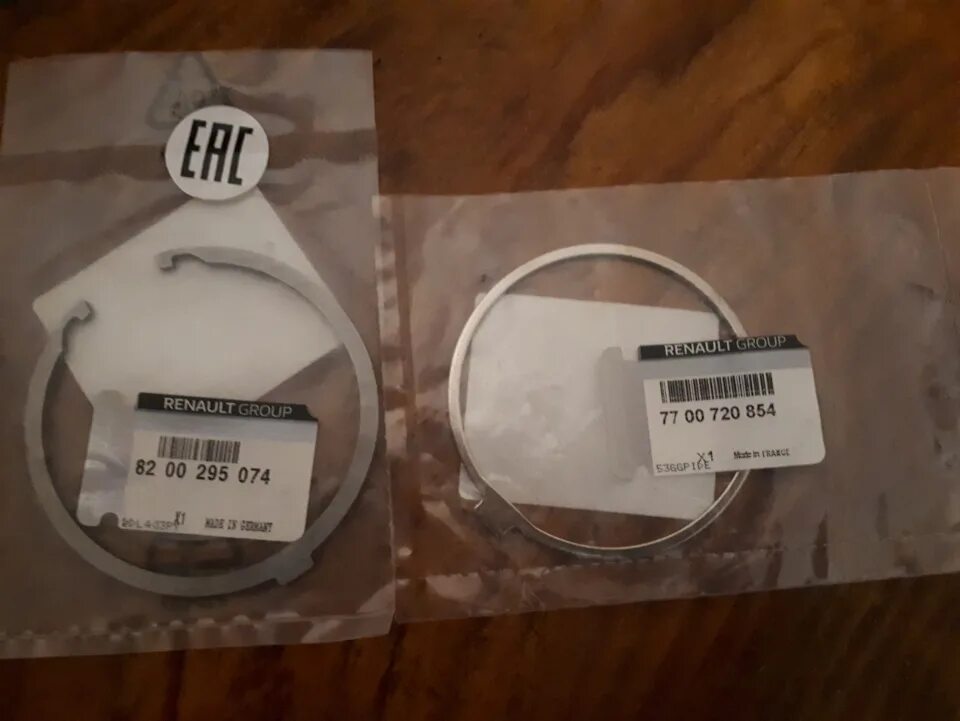 EAC
RENAULT GROUP
82 00 295 074
X1
MADE IN GERMANY
RENAULT GROUP
77 00 720 854
X1
Made in FRANCE